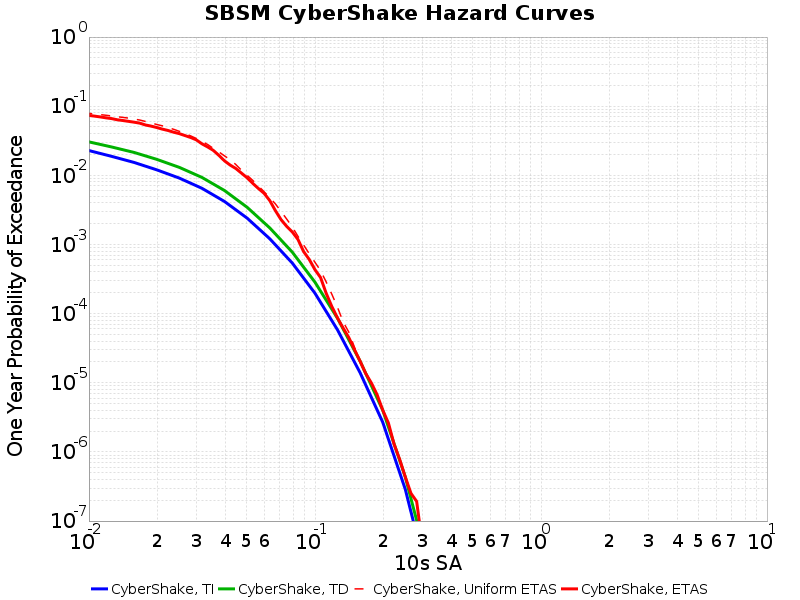 SBSM CyberShake Hazard Curves
One Year Probability of Exceedance
10^0
10^-1
10^-2
10^-3
10^-4
10^-5
10^-6
10^-7
10^-2 2 3 4 5 6 10^-1 2 3 4 5 6 7 10^0 2 3 4 5 6 7 10^1
10s SA
CyberShake, TI CyberShake, TD CyberShake, Uniform ETAS CyberShake, ETAS